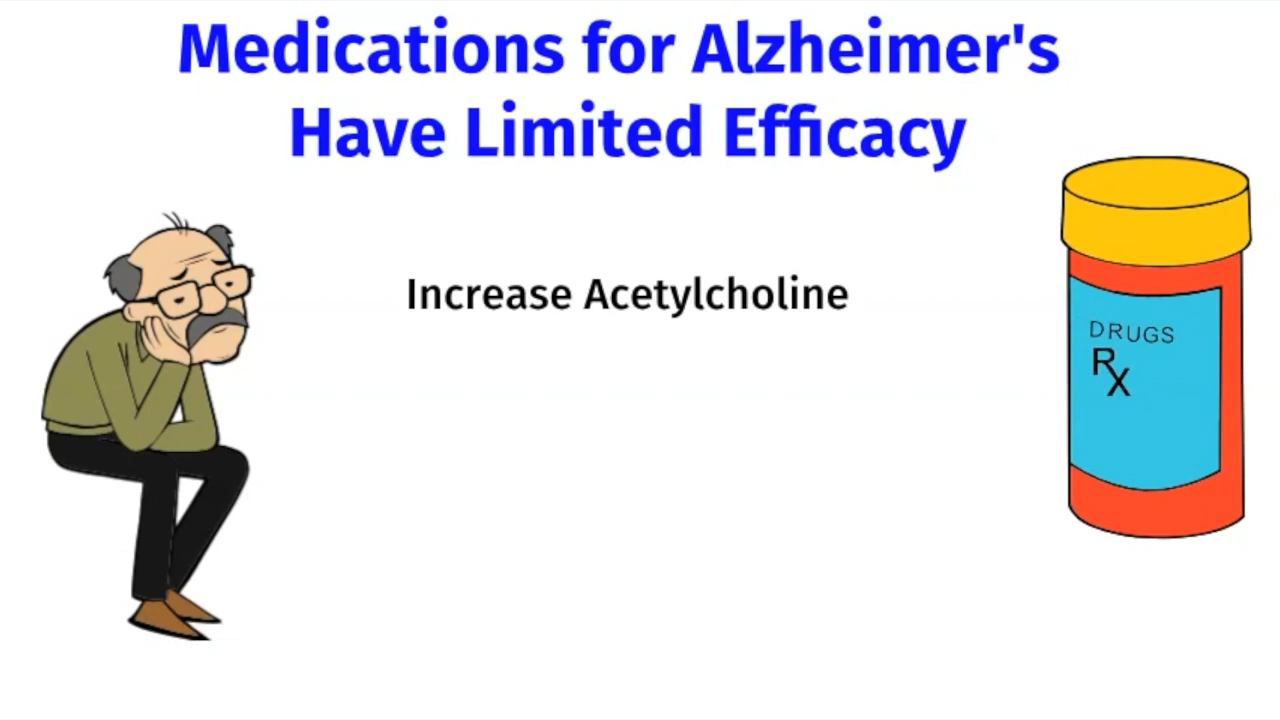 Medications for Alzheimer's
Have Limited Efficacy
Increase Acetylcholine
DRUGS
Rx